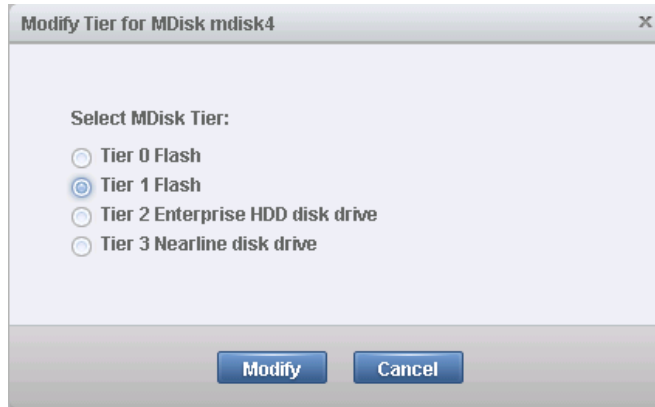 Modify Tier for MDisk mdisk4 x
Select MDisk Tier:
Tier 0 Flash
Tier 1 Flash
Tier 2 Enterprise HDD disk drive
Tier 3 Nearline disk drive
Modify Cancel